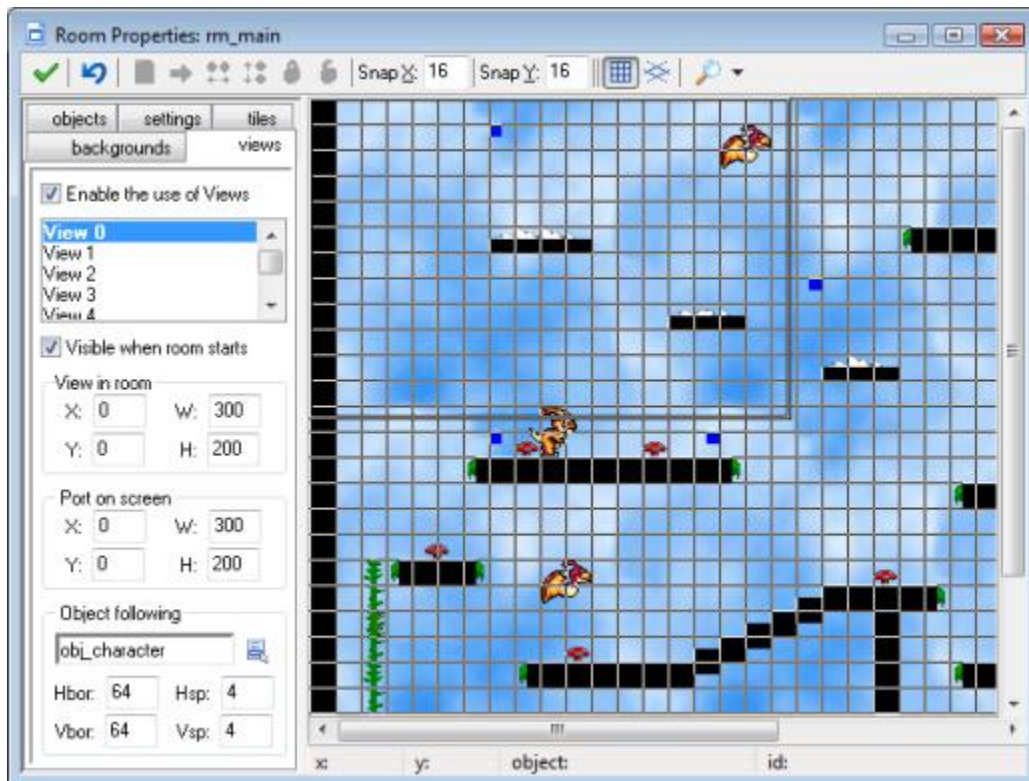 Room Properties: rm_main
Snap X: 16 Snap Y: 16
objects settings tiles
backgrounds views
Enable the use of Views
View 0
View 1
View 2
View 3
View 4
Visible when room starts
View in room
X: 0 W: 300
Y: 0 H: 200
Port on screen
X: 0 W: 300
Y: 0 H: 200
Object following
obj_character
Hbor: 64 Hsp: 4
Vbor: 64 Vsp: 4
x: y: object: id: